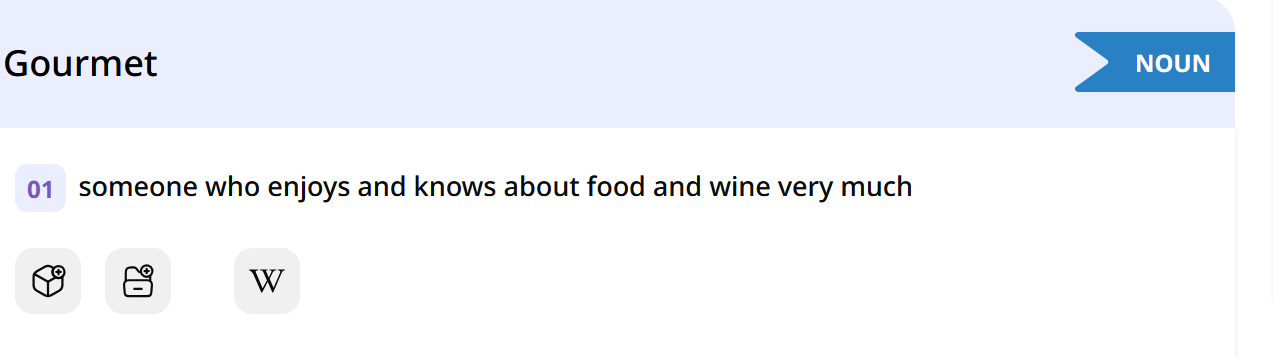 Gourmet
NOUN
01 someone who enjoys and knows about food and wine very much
W